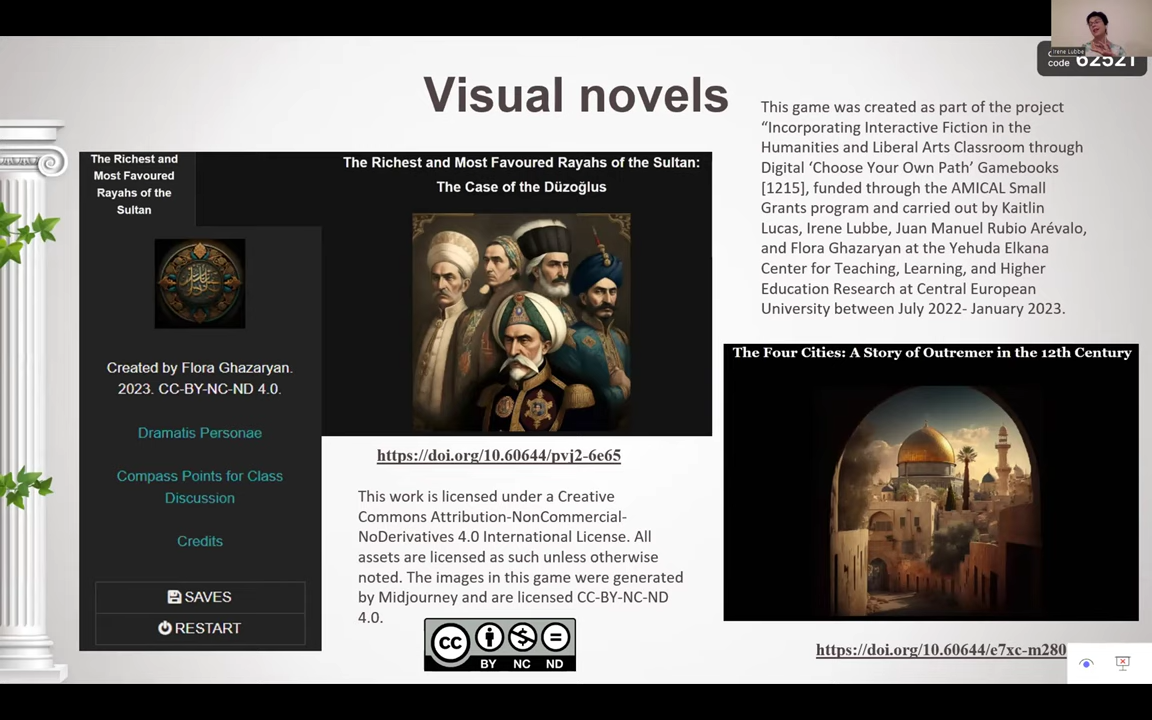 Irene Lubbe
code 62521
Visual novels
The Richest and
Most Favoured
Rayahs of the
Sultan
Created by Flora Ghazaryan.
2023. CC-BY-NC-ND 4.0.
Dramatis Personae
Compass Points for Class
Discussion
Credits
SAVES
RESTART
The Richest and Most Favoured Rayahs of the Sultan:
The Case of the Düzoğlus
https://doi.org/10.60644/pvj2-6e65
This work is licensed under a Creative
Commons Attribution-NonCommercial-
NoDerivatives 4.0 International License. All
assets are licensed as such unless otherwise
noted. The images in this game were generated
by Midjourney and are licensed CC-BY-NC-ND
4.0.
CC
BY NC ND
This game was created as part of the project
“Incorporating Interactive Fiction in the
Humanities and Liberal Arts Classroom through
Digital ‘Choose Your Own Path’ Gamebooks
[1215], funded through the AMICAL Small
Grants program and carried out by Kaitlin
Lucas, Irene Lubbe, Juan Manuel Rubio Arévalo,
and Flora Ghazaryan at the Yehuda Elkana
Center for Teaching, Learning, and Higher
Education Research at Central European
University between July 2022- January 2023.
The Four Cities: A Story of Outremer in the 12th Century
https://doi.org/10.60644/e7xc-m280